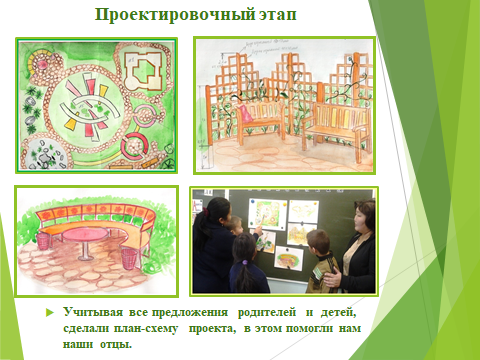 Проектировочный этап
Учитывая все предложения родителей и детей,
сделали план-схему проекта, в этом помогли нам
наши отцы.